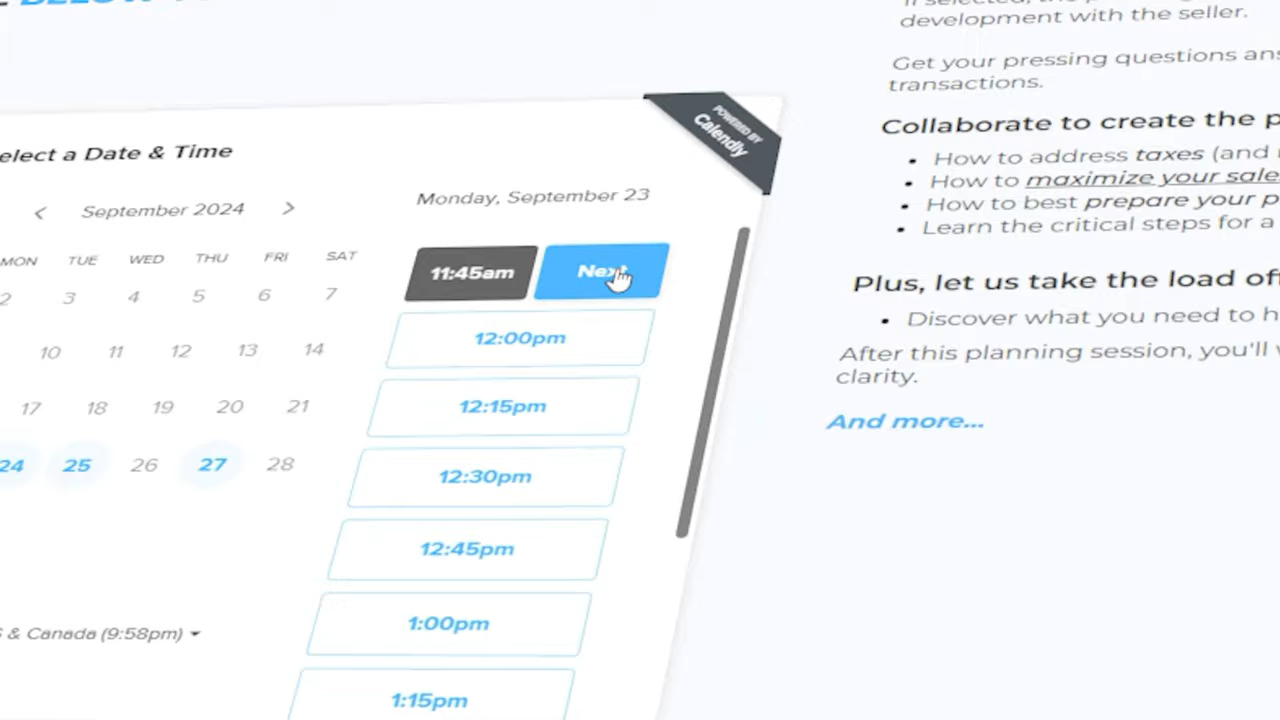 BELOW
elect a Date & Time
POWERED BY
Calendly
September 2024
MON TUE WED THU FRI SAT
2 3 4 5 6 7
10 11 12 13 14
17 18 19 20 21
24 25 26 27 28
& Canada (9:58pm)
Monday, September 23
11:45am Next
12:00pm
12:15pm
12:30pm
12:45pm
1:00pm
1:15pm
development with the seller.
Get your pressing questions ans
transactions.
Collaborate to create the p
• How to address taxes (and
• How to maximize your sale
• How to best prepare your p
• Learn the critical steps for a
Plus, let us take the load of
• Discover what you need to h
After this planning session, you'll
clarity.
And more...